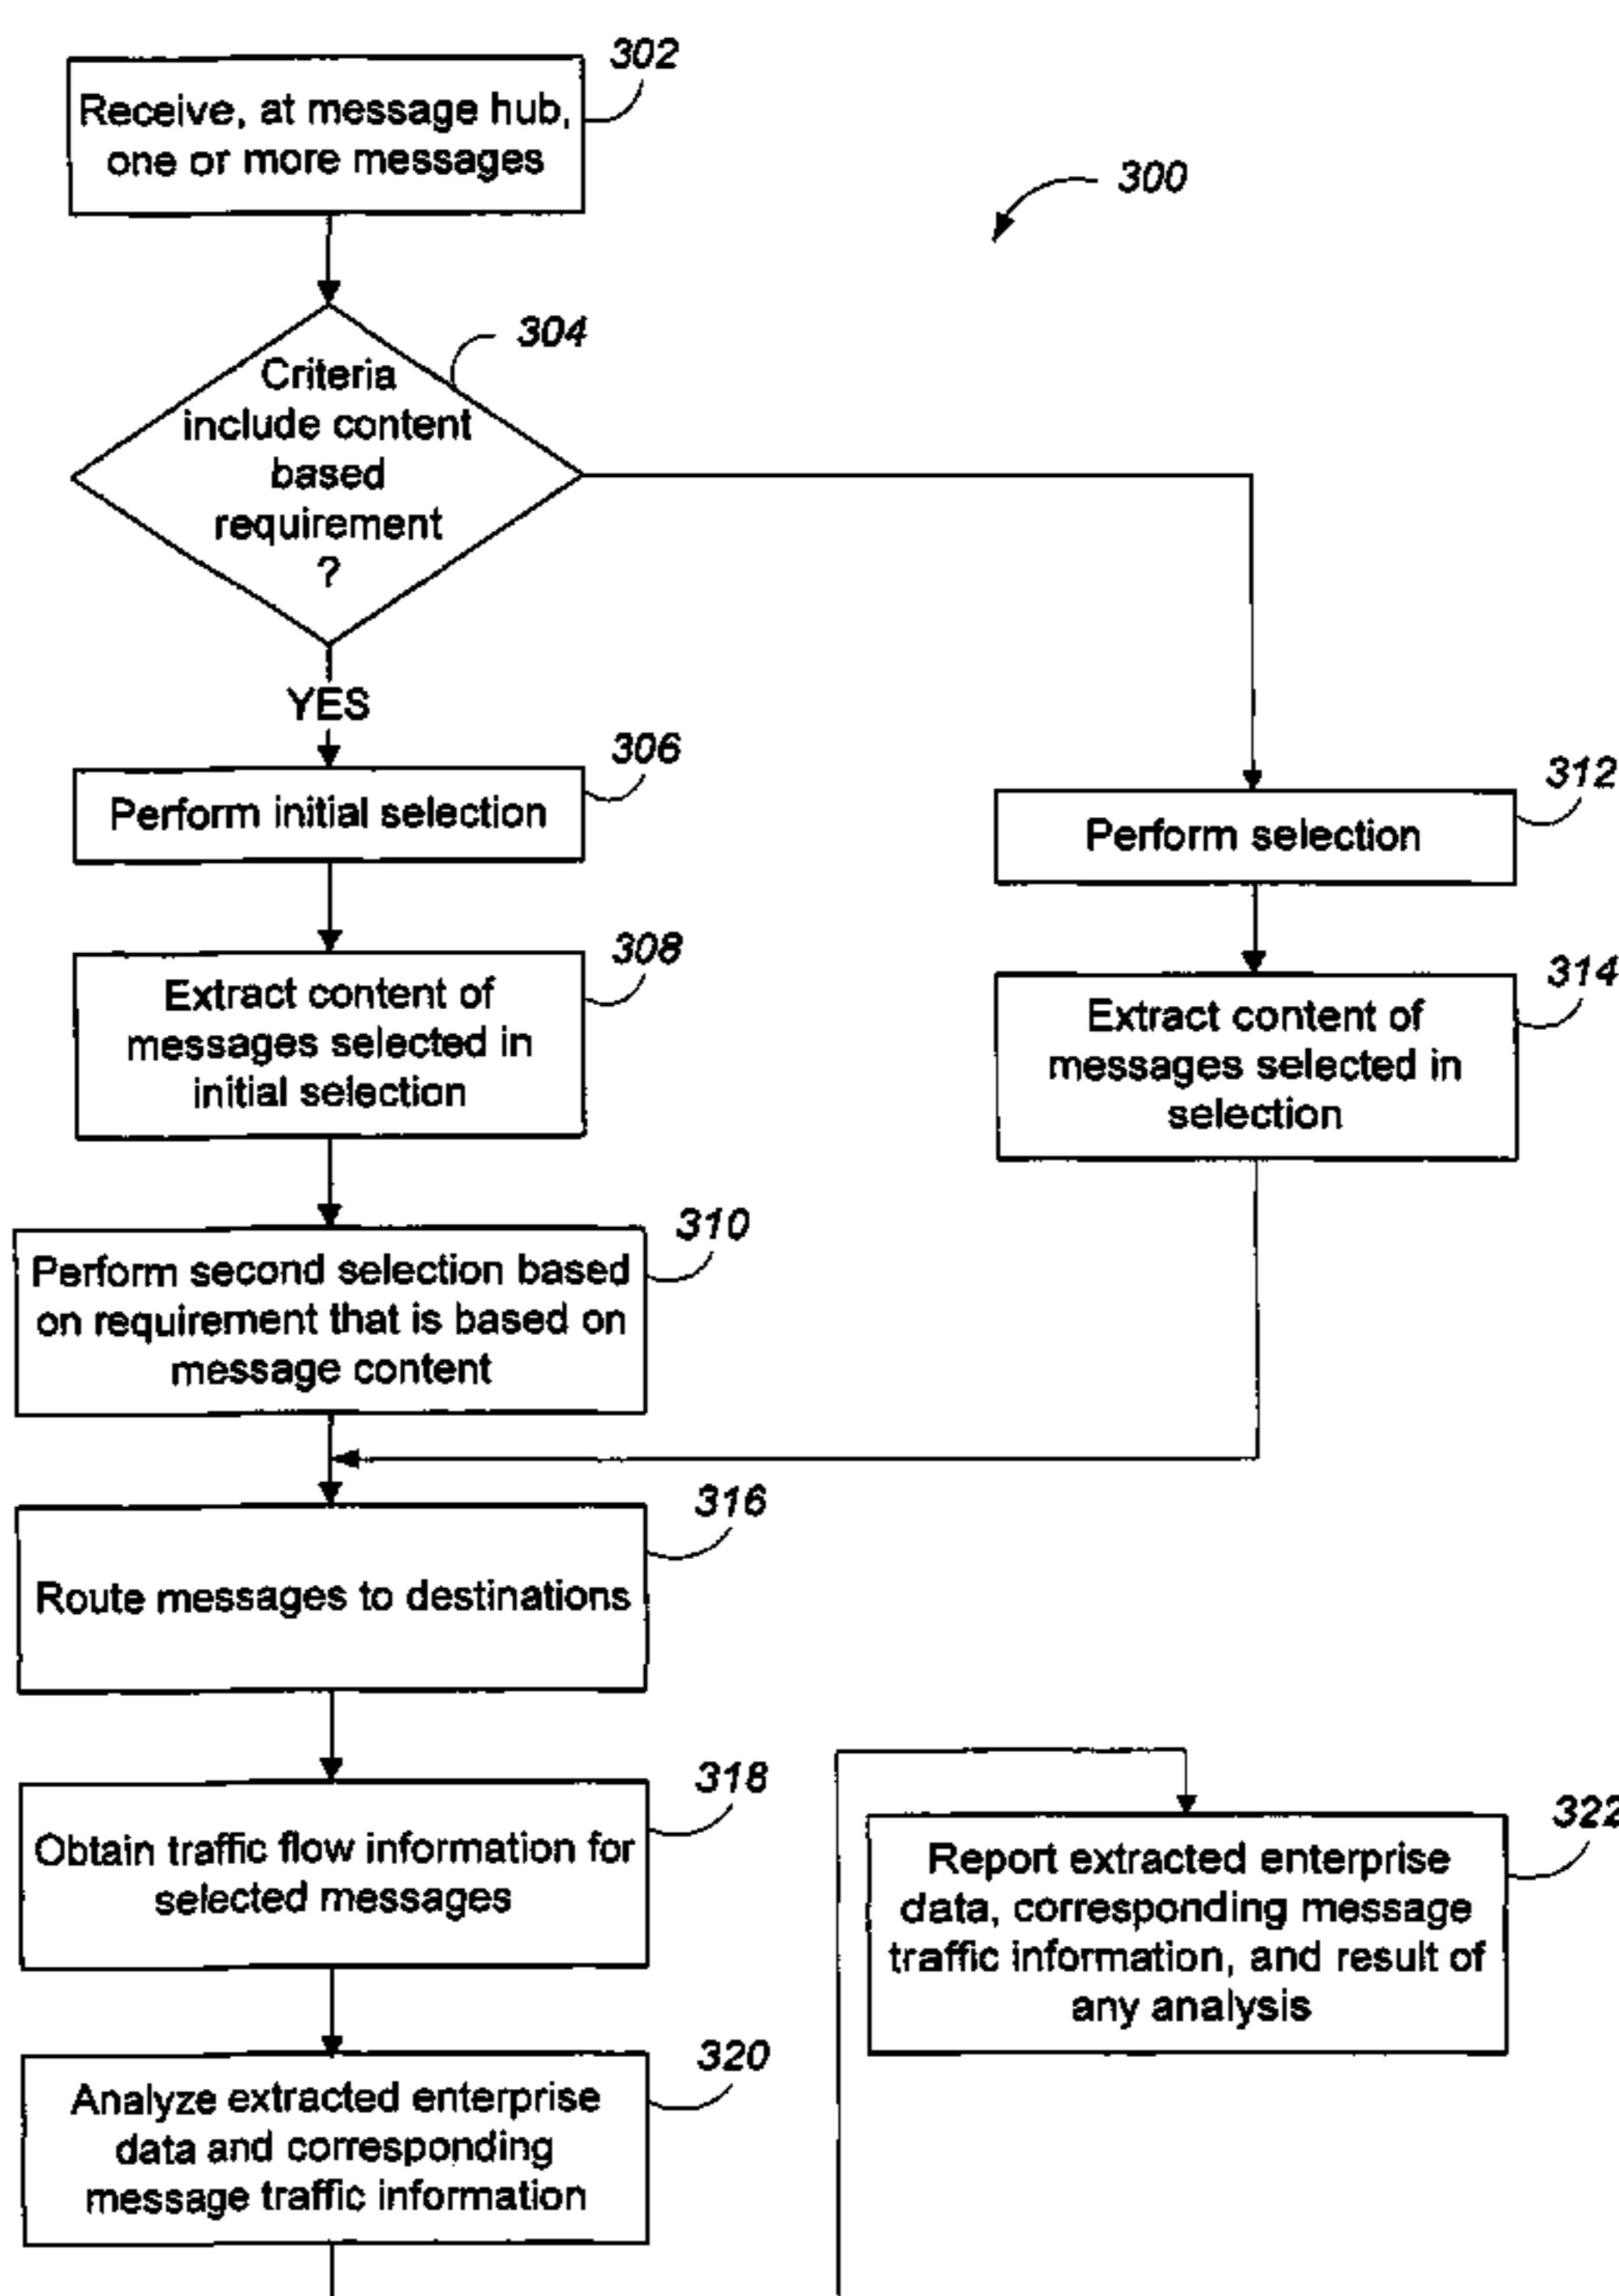 302
Receive, at message hub,
one or more messages
300
304
Criteria
include content
based
requirement
?
YES
306
Perform initial selection
312
Perform selection
308
Extract content of
messages selected in
initial selection
314
Extract content of
messages selected in
selection
310
Perform second selection based
on requirement that is based on
message content
316
Route messages to destinations
318
Obtain traffic flow information for
selected messages
322
Report extracted enterprise
data, corresponding message
traffic information, and result of
any analysis
320
Analyze extracted enterprise
data and corresponding
message traffic information